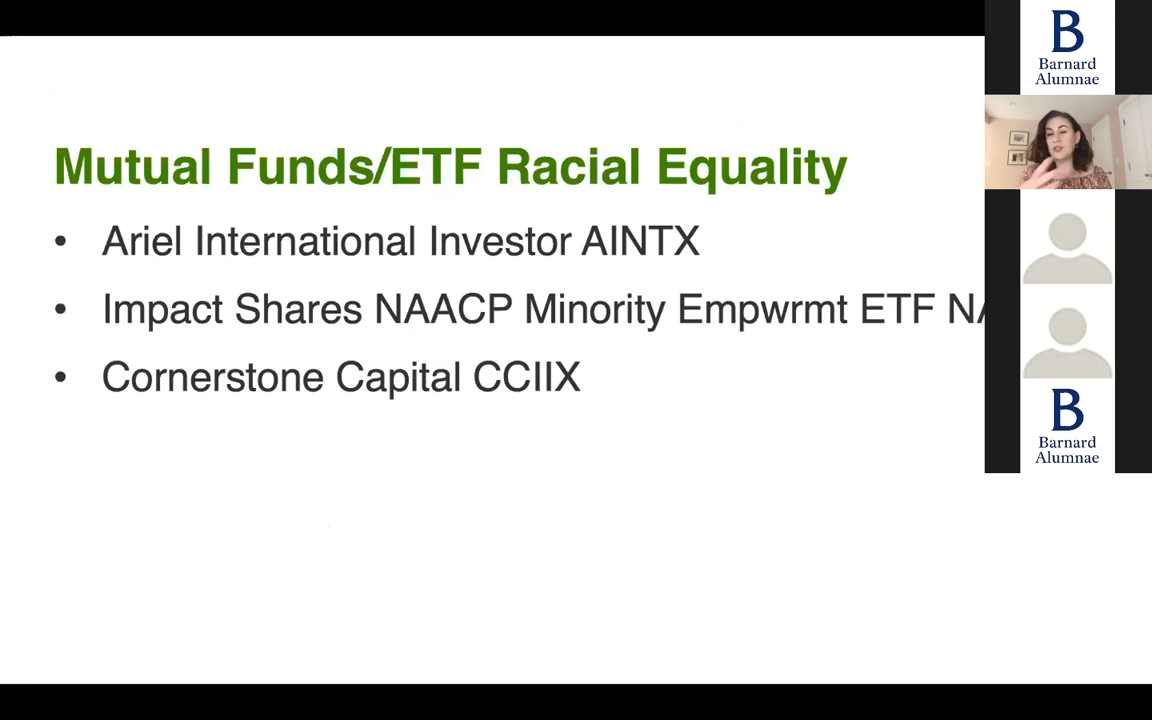 Mutual Funds/ETF Racial Equality
• Ariel International Investor AINTX
• Impact Shares NAACP Minority Empwrmt ETF
• Cornerstone Capital CCIIX
B
Barnard
Alumnae
B
Barnard
Alumnae